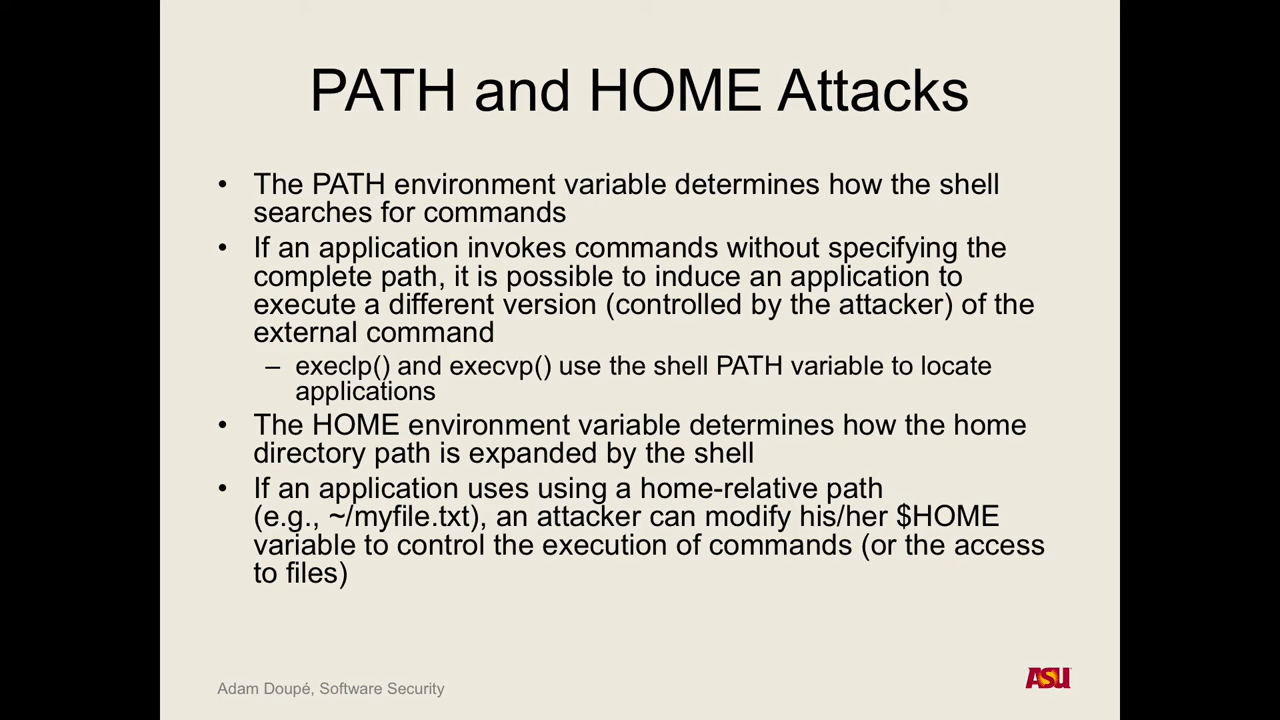 PATH and HOME Attacks
• The PATH environment variable determines how the shell
searches for commands
• If an application invokes commands without specifying the
complete path, it is possible to induce an application to
execute a different version (controlled by the attacker) of the
external command
– execlp() and execvp() use the shell PATH variable to locate
applications
• The HOME environment variable determines how the home
directory path is expanded by the shell
• If an application uses using a home-relative path
(e.g., ~/myfile.txt), an attacker can modify his/her $HOME
variable to control the execution of commands (or the access
to files)
Adam Doupé, Software Security
ASU